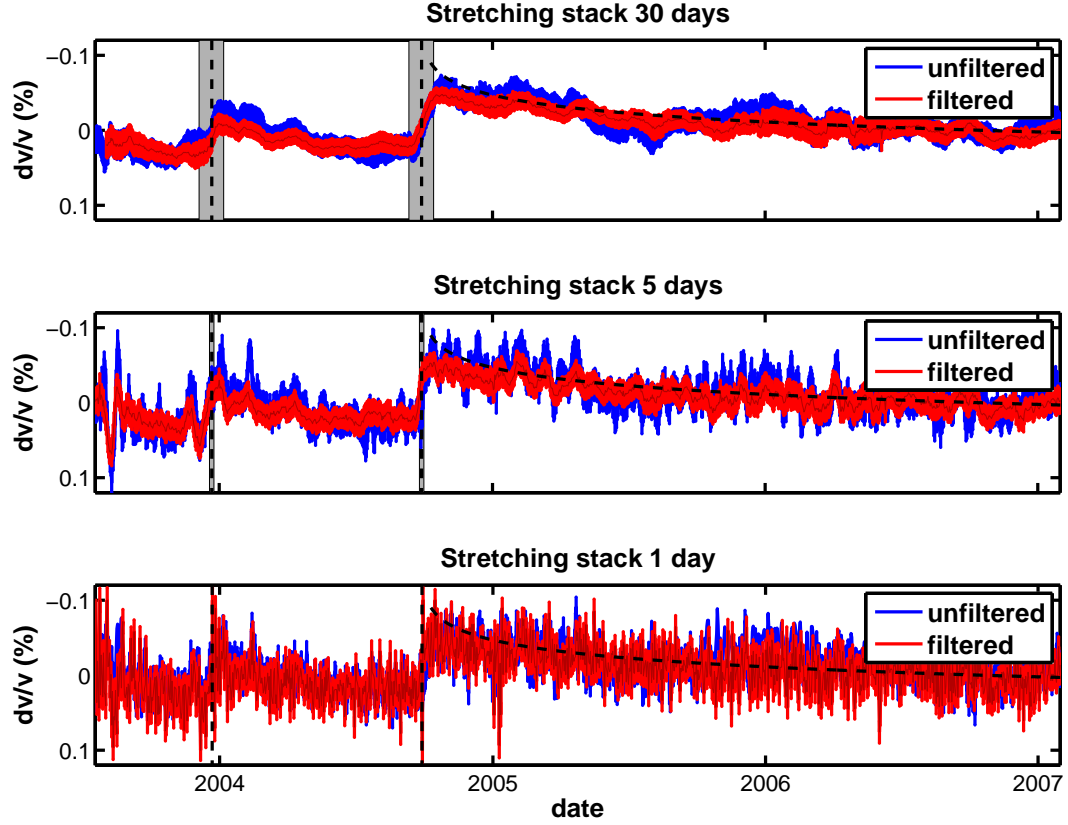 Stretching stack 30 days
−0.1
0
0.1
dv/v (%)
unfiltered
filtered
Stretching stack 5 days
−0.1
0
0.1
dv/v (%)
unfiltered
filtered
Stretching stack 1 day
−0.1
0
0.1
dv/v (%)
unfiltered
filtered
2004
2005
2006
2007
date